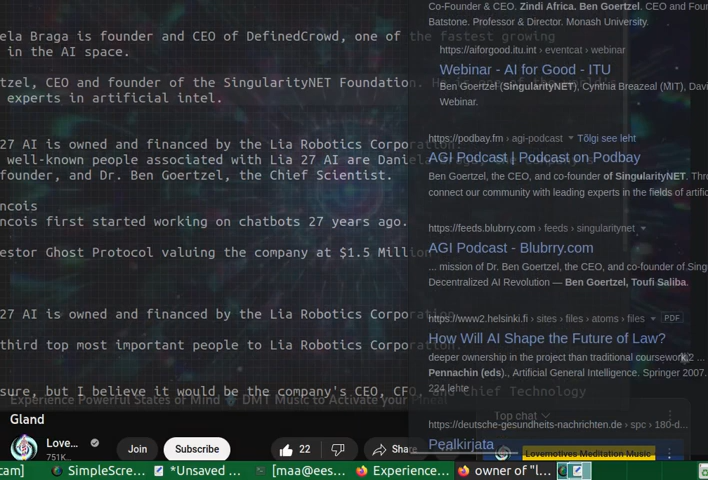 ela Braga is founder and CEO of DefinedCrowd, one of the fastest growing
in the AI space.
tzel, CEO and founder of the SingularityNET Foundation.
experts in artificial intel.
27 AI is owned and financed by the Lia Robotics Corporation.
well-known people associated with Lia 27 AI are Danie
founder, and Dr. Ben Goertzel, the Chief Scientist.
ncois
ncois first started working on chatbots 27 years ago.
estor Ghost Protocol valuing the company at $1.5 Million
27 AI is owned and financed by the Lia Robotics Corporation.
third top most important people to Lia Robotics Corporation.
sure, but I believe it would be the company's CEO, CFO, and Chief Technology
Experience Powerful States of Mind DMT Music to Activate your Pineal
Gland
Love...
751K...
Join
Subscribe
22
Share
Top chat
Lovemotives Meditation Music
Co-Founder & CEO. Zindi Africa. Ben Goertzel. CEO and Foun
Batstone. Professor & Director. Monash University.
https://aiforgood.itu.int › eventcat › webinar
Webinar - AI for Good - ITU
Ben Goertzel (SingularityNET), Cynthia Breazeal (MIT), Davi
Webinar.
https://podbay.fm › agi-podcast Tõlgi see leht
AGI Podcast | Podcast on Podbay
Ben Goertzel, the CEO, and co-founder of SingularityNET. Thro
connect our community with leading experts in the fields of artific
https://feeds.blubrry.com › feeds › singularitynet
AGI Podcast - Blubrry.com
... mission of Dr. Ben Goertzel, the CEO, and co-founder of Sing
Decentralized AI Revolution — Ben Goertzel, Toufi Saliba.
https://www2.helsinki.fi › sites › files › atoms › files PDF
How Will AI Shape the Future of Law?
deeper ownership in the project than traditional coursework.2 ...
Pennachin (eds)., Artificial General Intelligence. Springer 2007.
224 lehte
https://deutsche-gesundheits-nachrichten.de › spc › 180-d...
Pealkirjata
cam]
SimpleScre...
*Unsaved ...
[maa@ees...
Experience...
owner of "l...